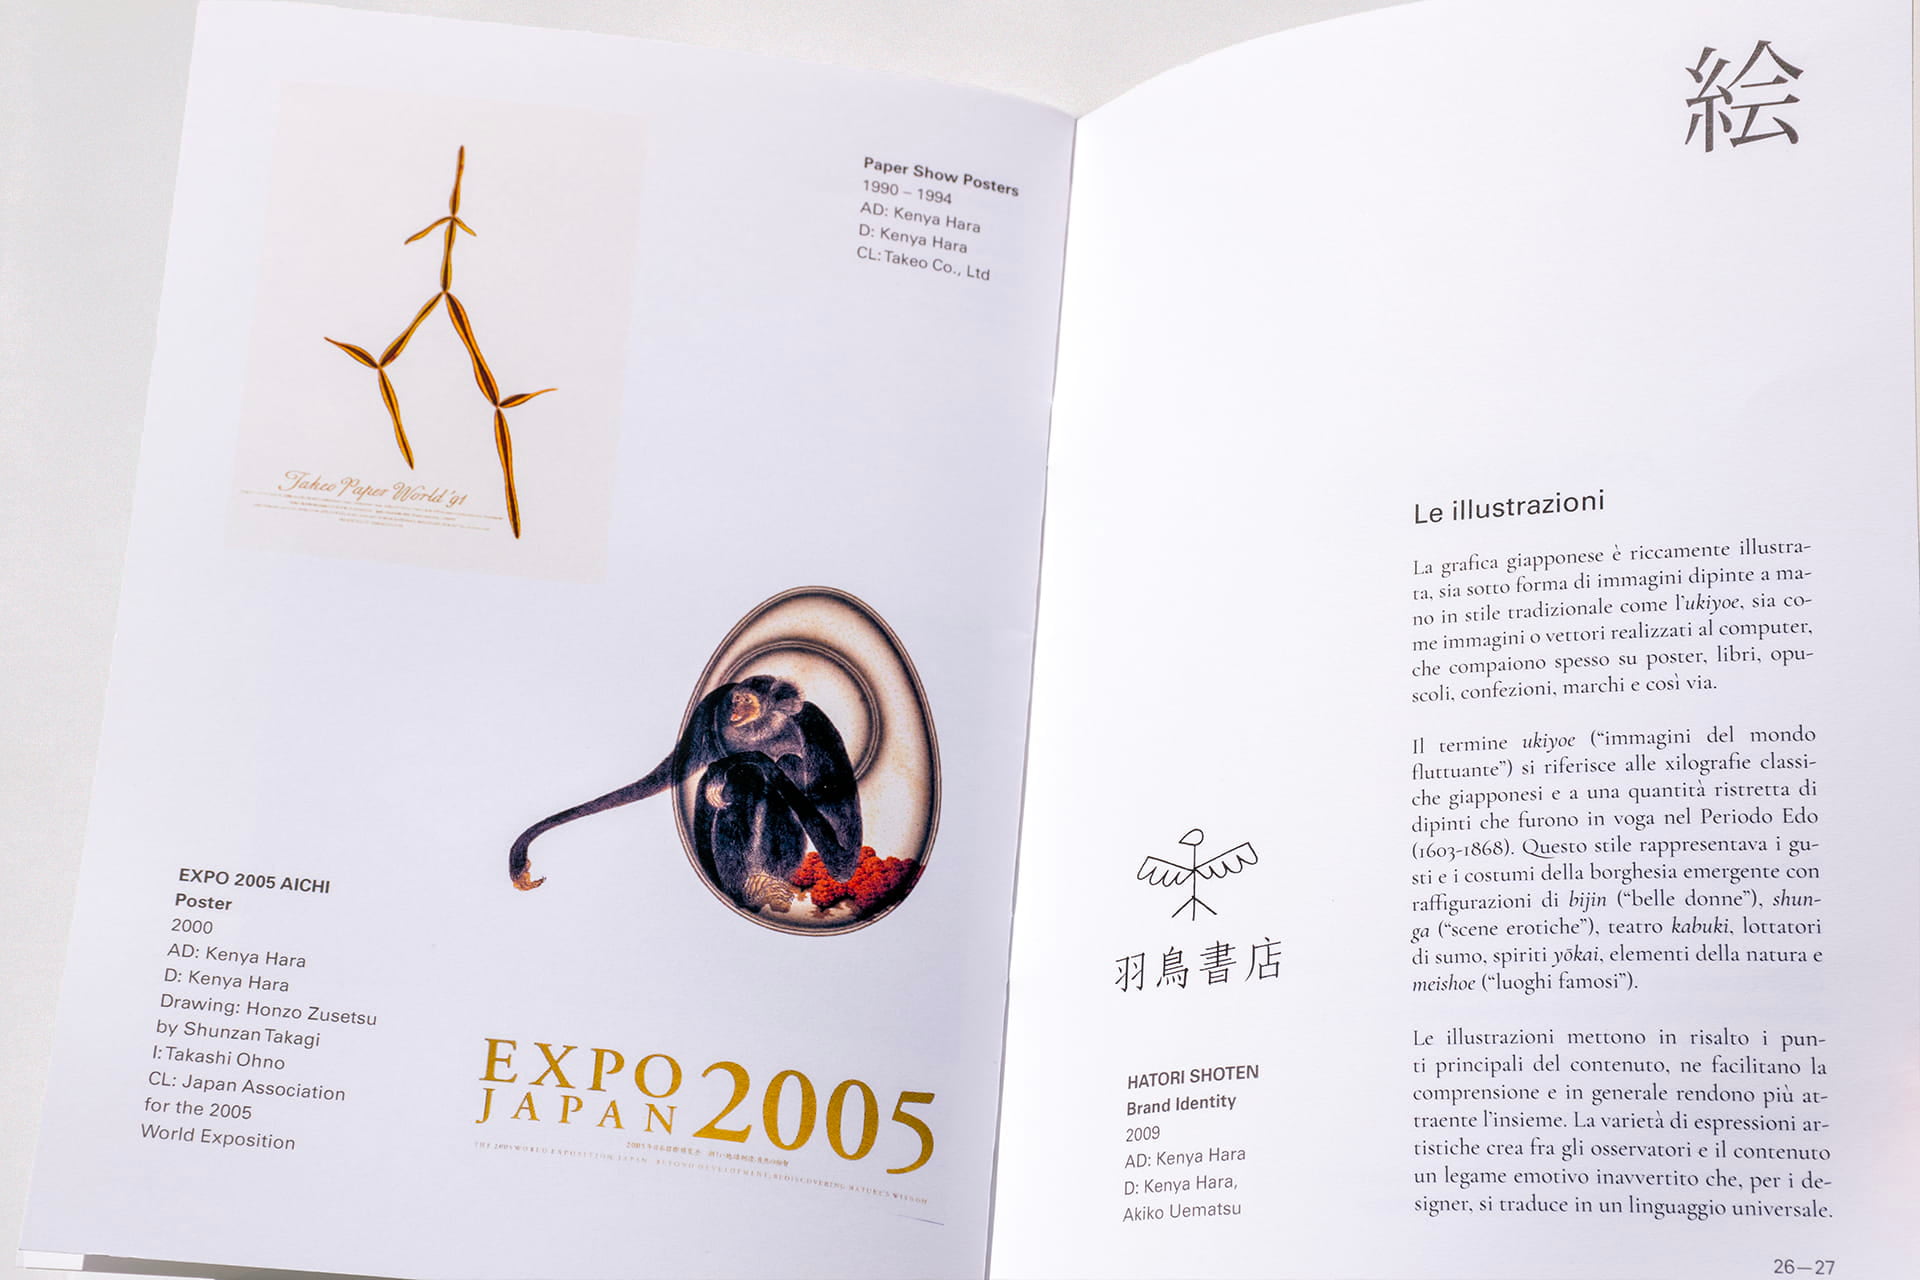 Paper Show Posters
1990 – 1994
AD: Kenya Hara
D: Kenya Hara
CL: Takeo Co., Ltd
Takeo Paper World '91
EXPO 2005 AICHI
Poster
2000
AD: Kenya Hara
D: Kenya Hara
Drawing: Honzo Zusetsu
by Shunzan Takagi
I: Takashi Ohno
CL: Japan Association
for the 2005
World Exposition
EXPO 2005
JAPAN
THE 2005 WORLD EXPOSITION, JAPAN BEYOND DEVELOPMENT: REDISCOVERING NATURE'S WISDOM
絵
羽鳥書店
HATORI SHOTEN
Brand Identity
2009
AD: Kenya Hara
D: Kenya Hara,
Akiko Uematsu
Le illustrazioni
La grafica giapponese è riccamente illustra-
ta, sia sotto forma di immagini dipinte a ma-
no in stile tradizionale come l'ukiyoe, sia co-
me immagini o vettori realizzati al computer,
che compaiono spesso su poster, libri, opu-
scoli, confezioni, marchi e così via.
Il termine ukiyoe (“immagini del mondo
fluttuante”) si riferisce alle xilografie classi-
che giapponesi e a una quantità ristretta di
dipinti che furono in voga nel Periodo Edo
(1603-1868). Questo stile rappresentava i gu-
sti e i costumi della borghesia emergente con
raffigurazioni di bijin (“belle donne”), shun-
ga (“scene erotiche”), teatro kabuki, lottatori
di sumo, spiriti yōkai, elementi della natura e
meishoe (“luoghi famosi”).
Le illustrazioni mettono in risalto i pun-
ti principali del contenuto, ne facilitano la
comprensione e in generale rendono più at-
traente l'insieme. La varietà di espressioni ar-
tistiche crea fra gli osservatori e il contenuto
un legame emotivo inavvertito che, per i de-
signer, si traduce in un linguaggio universale.
26—27